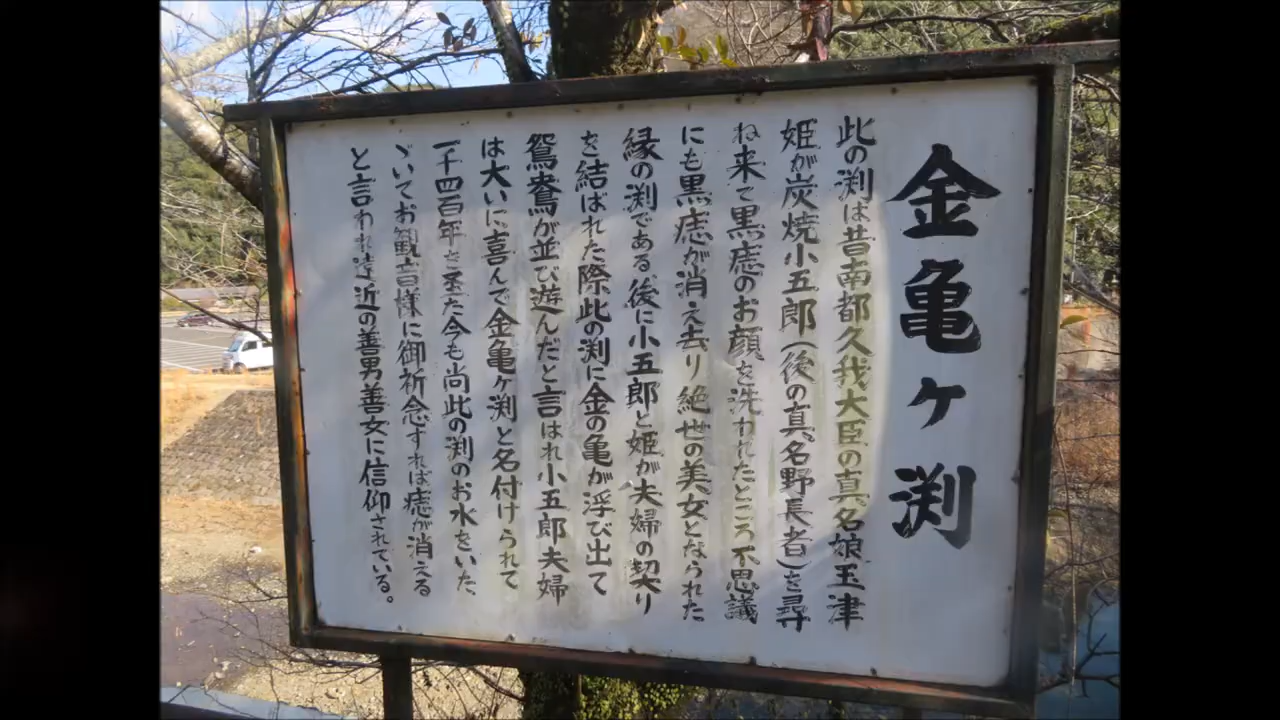 金亀ヶ渕
此の渕は昔南都久我大臣の真名娘玉津
姫が炭焼小五郎(後の真名野長者)を尋
ね来て黒痣のお顔を洗われたところ不思議
にも黒痣が消え去り絶世の美女となられた
縁の渕である。後に小五郎と姫が夫婦の契り
を結ばれた際此の渕に金の亀が浮び出て
鴛鴦が並び遊んだと言はれ小五郎夫婦
は大いに喜んで金亀ヶ渕と名付けられて
一千四百年を圣た今も尚此の渕のお水をいた
ゞいてお観音様に御祈念すれば痣が消える
と言われ遠近の善男善女に信仰されている。